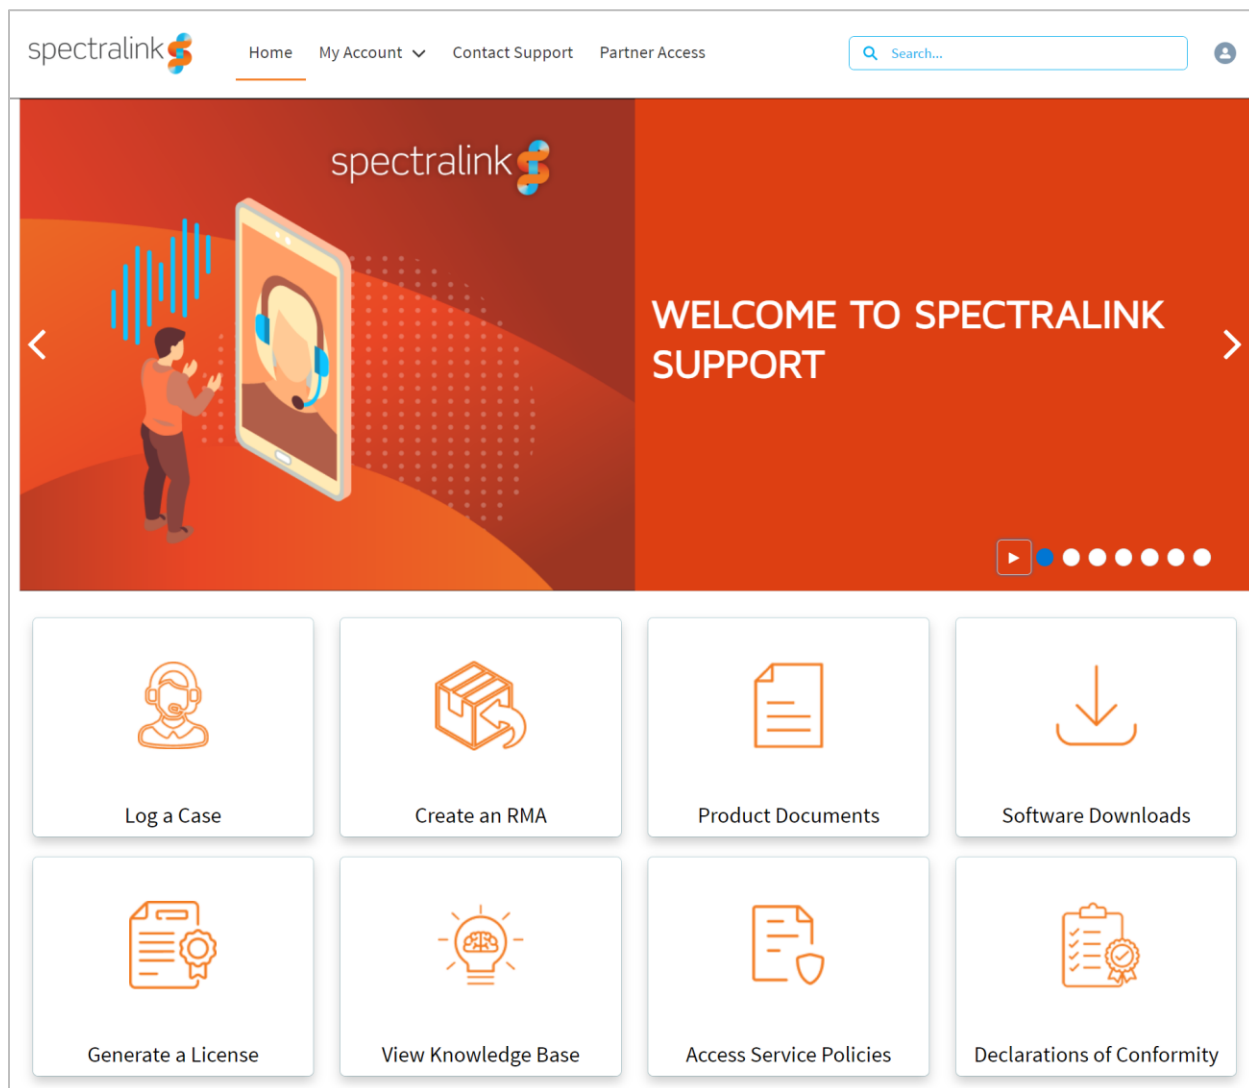 spectralink
Home My Account Contact Support Partner Access Search...
spectralink
WELCOME TO SPECTRALINK
SUPPORT
Log a Case Create an RMA Product Documents Software Downloads
Generate a License View Knowledge Base Access Service Policies Declarations of Conformity